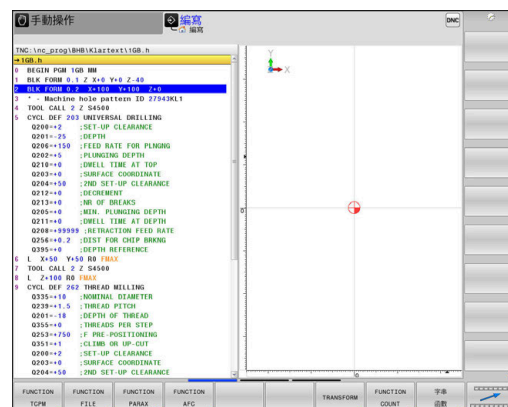 手動操作
編寫
編寫
DNC
TNC:\nc_prog\BHB\Klartext\1GB.h
→1GB.h
0 BEGIN PGM 1GB MM
1 BLK FORM 0.1 Z X+0 Y+0 Z-40
2 BLK FORM 0.2 X+100 Y+100 Z+0
3 * - Machine hole pattern ID 27943KL1
4 TOOL CALL 2 Z S4500
5 CYCL DEF 203 UNIVERSAL DRILLING
Q200=+2 ;SET-UP CLEARANCE
Q201=-25 ;DEPTH
Q206=+150 ;FEED RATE FOR PLNGNG
Q202=+5 ;PLUNGING DEPTH
Q210=+0 ;DWELL TIME AT TOP
Q203=+0 ;SURFACE COORDINATE
Q204=+50 ;2ND SET-UP CLEARANCE
Q212=+0 ;DECREMENT
Q213=+0 ;NR OF BREAKS
Q205=+0 ;MIN. PLUNGING DEPTH
Q211=+0 ;DWELL TIME AT DEPTH
Q208=+99999 ;RETRACTION FEED RATE
Q256=+0.2 ;DIST FOR CHIP BRKNG
Q395=+0 ;DEPTH REFERENCE
6 L X+50 Y+50 R0 FMAX
7 TOOL CALL 2 Z S4500
8 L Z+100 R0 FMAX
9 CYCL DEF 262 THREAD MILLING
Q335=+10 ;NOMINAL DIAMETER
Q239=+1.5 ;THREAD PITCH
Q201=-18 ;DEPTH OF THREAD
Q355=+0 ;THREADS PER STEP
Q253=+750 ;F PRE-POSITIONING
Q351=+1 ;CLIMB OR UP-CUT
Q200=+2 ;SET-UP CLEARANCE
Q203=+0 ;SURFACE COORDINATE
Q204=+50 ;2ND SET-UP CLEARANCE
Y
X
0
0
FUNCTION TCPM
FUNCTION FILE
FUNCTION PARAX
FUNCTION AFC
TRANSFORM
FUNCTION COUNT
字串 函數